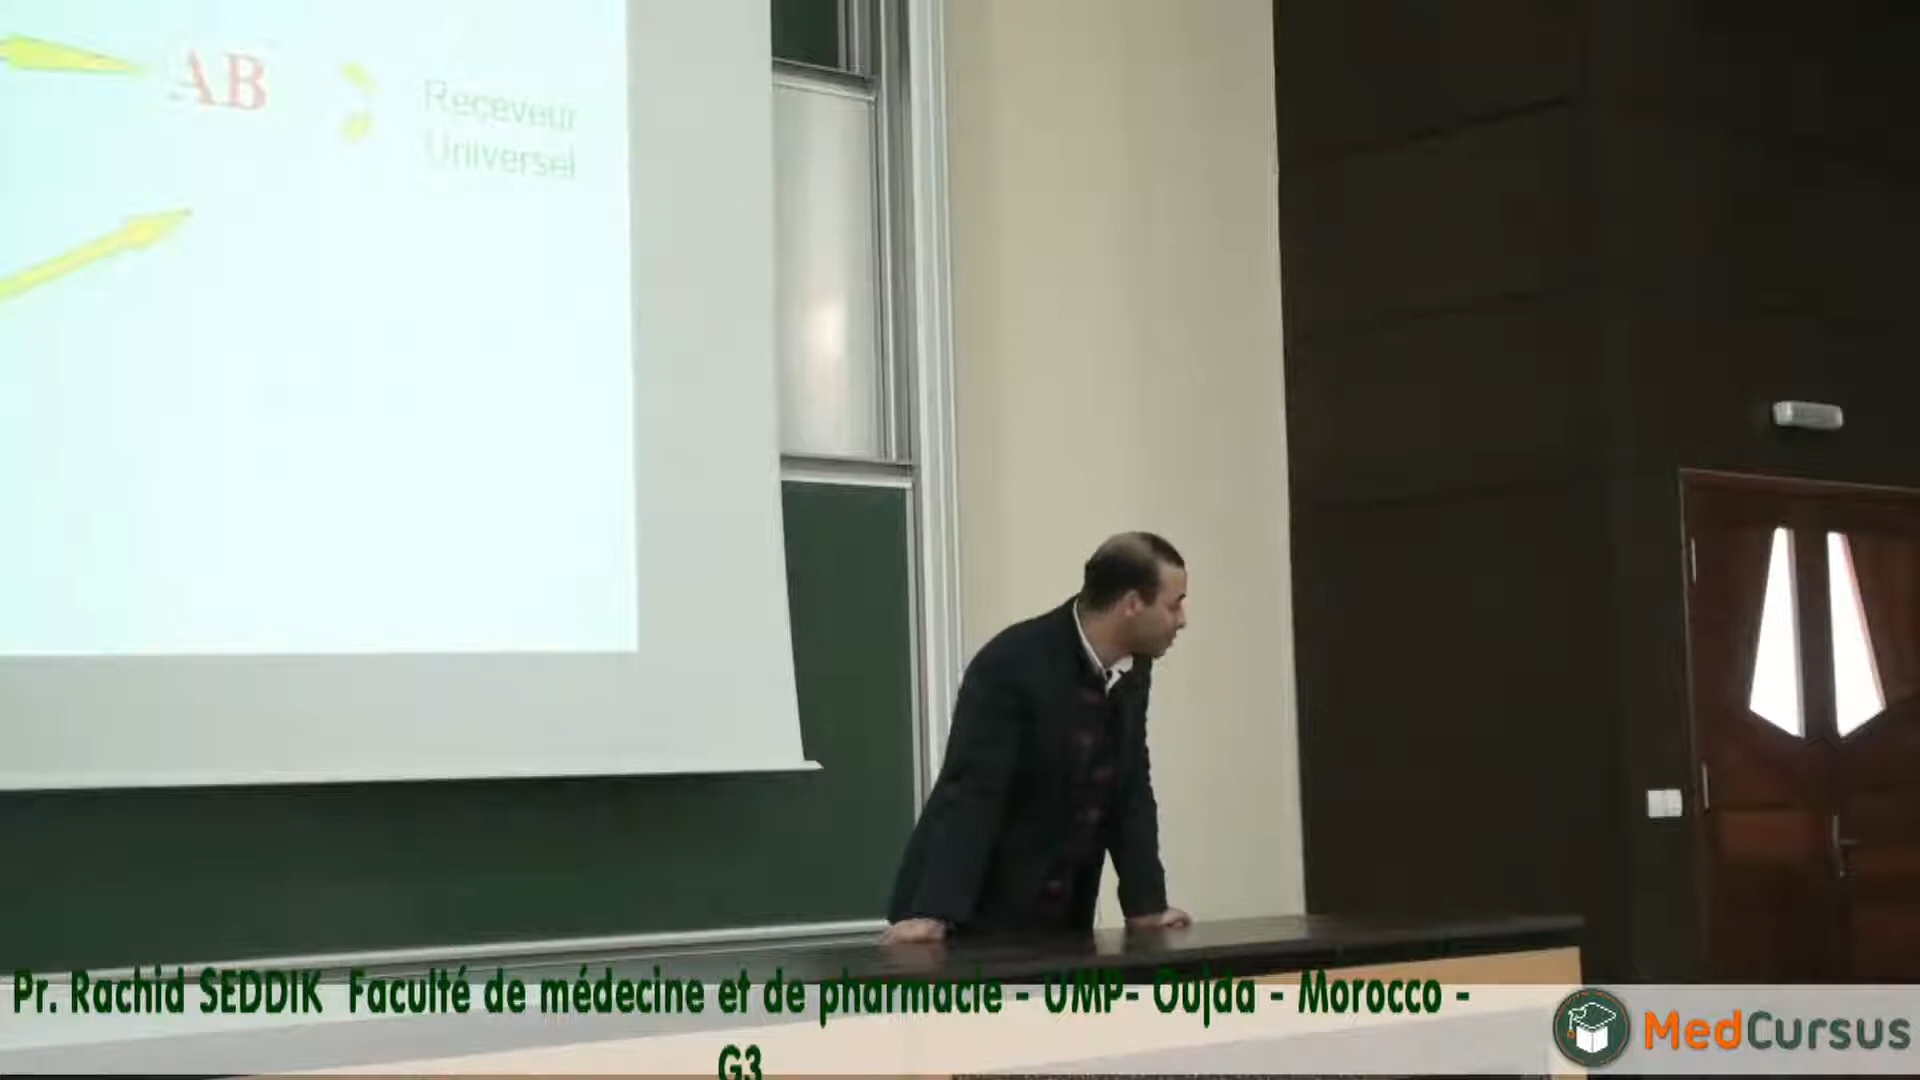 AB
Receveur
Universel
Pr. Rachid SEDDIK Faculté de médecine et de pharmacie - UMP- Oujda - Morocco -
G3
MedCursus